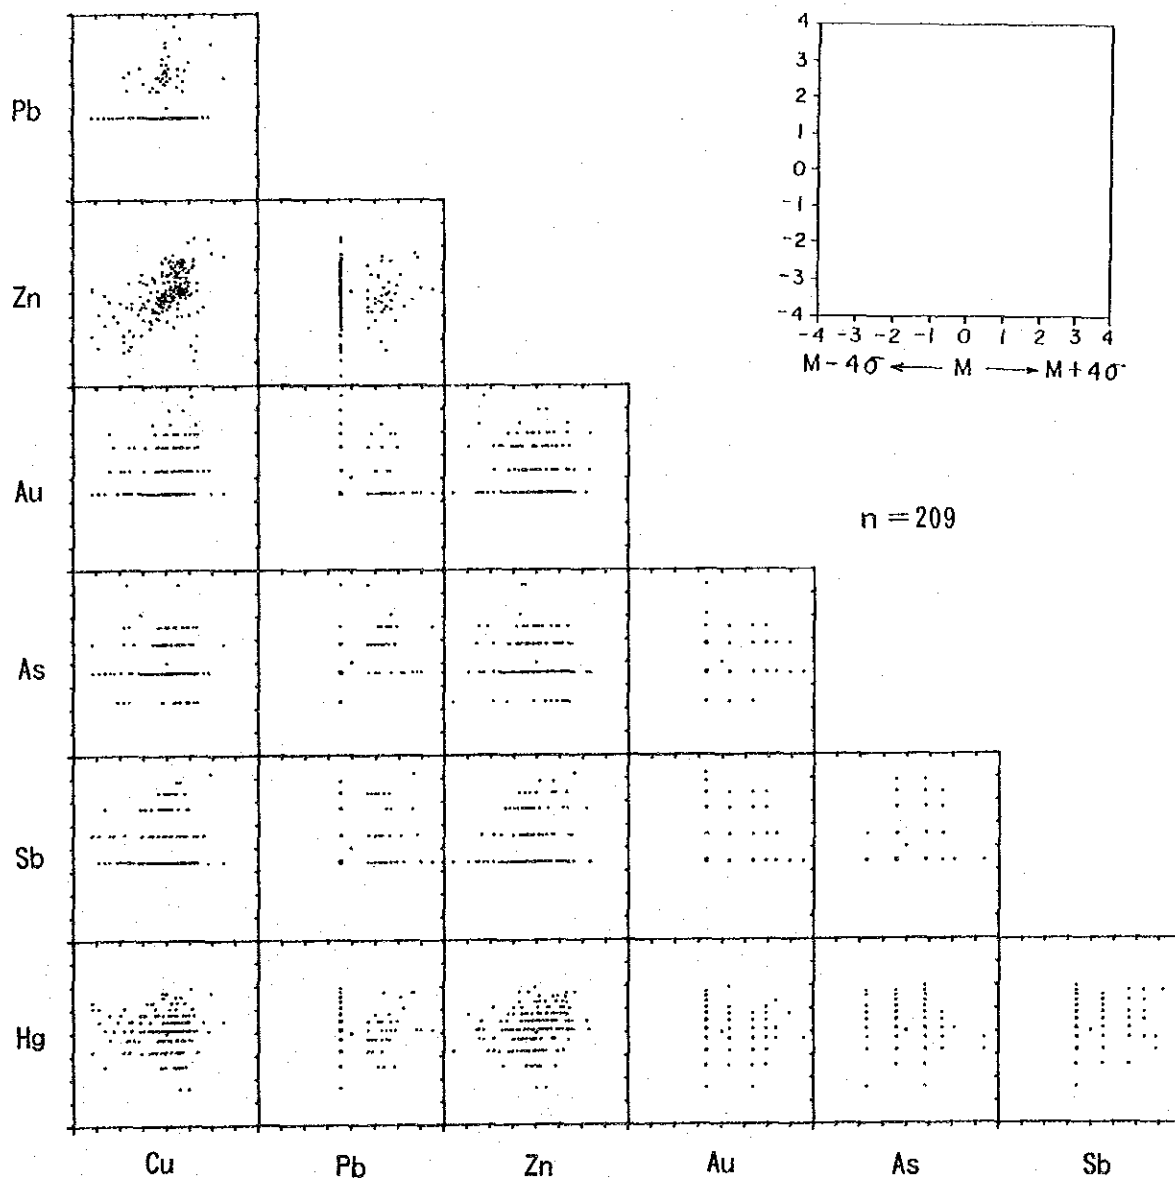 Pb
Zn
Au
As
Sb
Hg
Cu Pb Zn Au As Sb
4
3
2
1
0
-1
-2
-3
-4
-4 -3 -2 -1 0 1 2 3 4
M-4σ ← M → M+4σ
n = 209